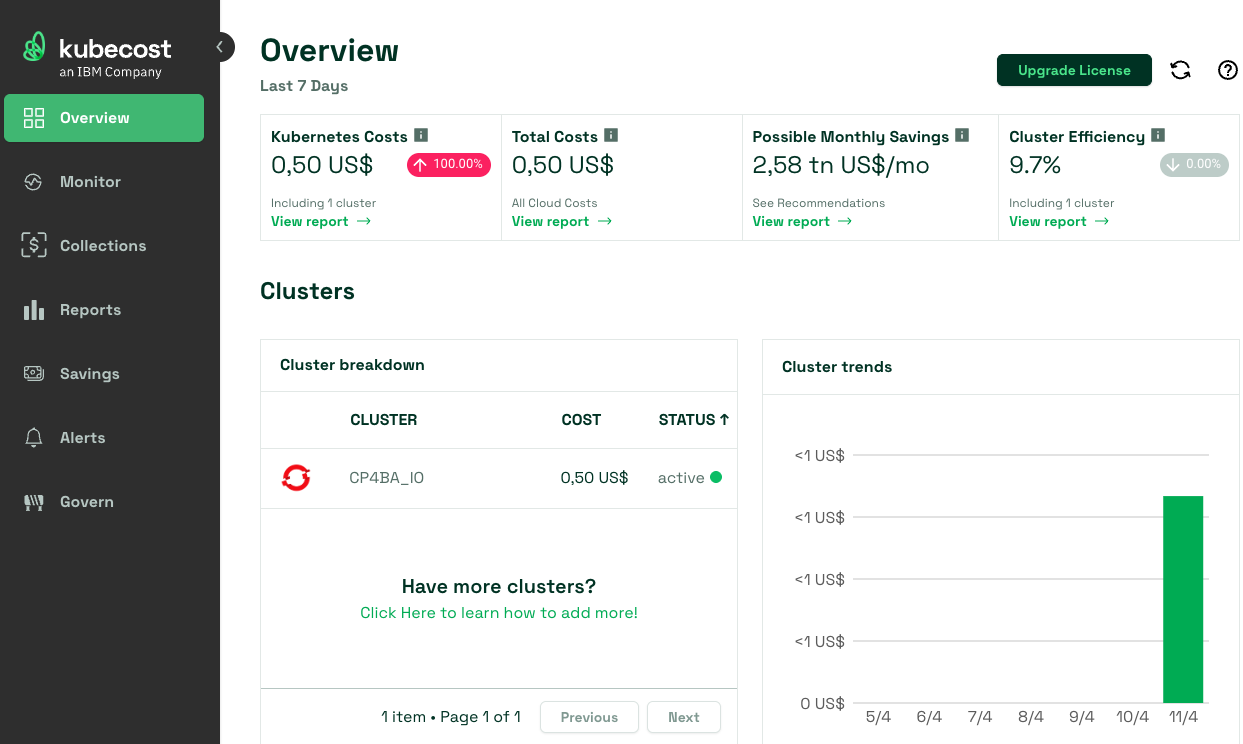 kubecost
an IBM Company
Overview
Monitor
Collections
Reports
Savings
Alerts
Govern
Overview
Last 7 Days
Upgrade License
Kubernetes Costs
0,50 US$
100.00%
Including 1 cluster
View report →
Total Costs
0,50 US$
All Cloud Costs
View report →
Possible Monthly Savings
2,58 tn US$/mo
See Recommendations
View report →
Cluster Efficiency
9.7%
0.00%
Including 1 cluster
View report →
Clusters
Cluster breakdown
CLUSTER COST STATUS ↑
CP4BA_IO 0,50 US$ active
Have more clusters?
Click Here to learn how to add more!
1 item • Page 1 of 1 Previous Next
Cluster trends
<1 US$
<1 US$
<1 US$
<1 US$
0 US$
5/4 6/4 7/4 8/4 9/4 10/4 11/4